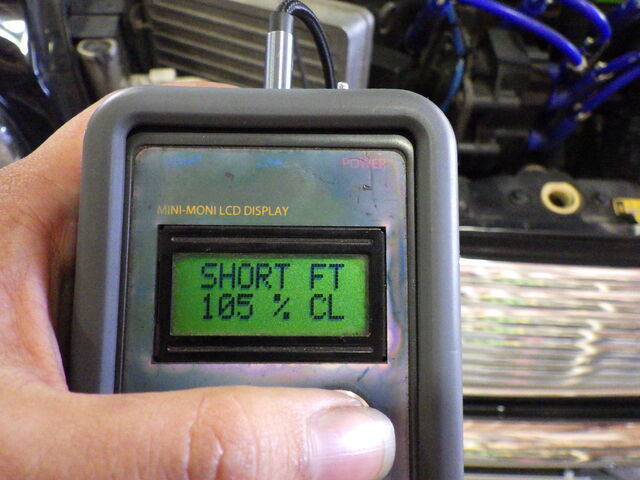 POWER
MINI-MONI LCD DISPLAY
SHORT FT
105 % CL